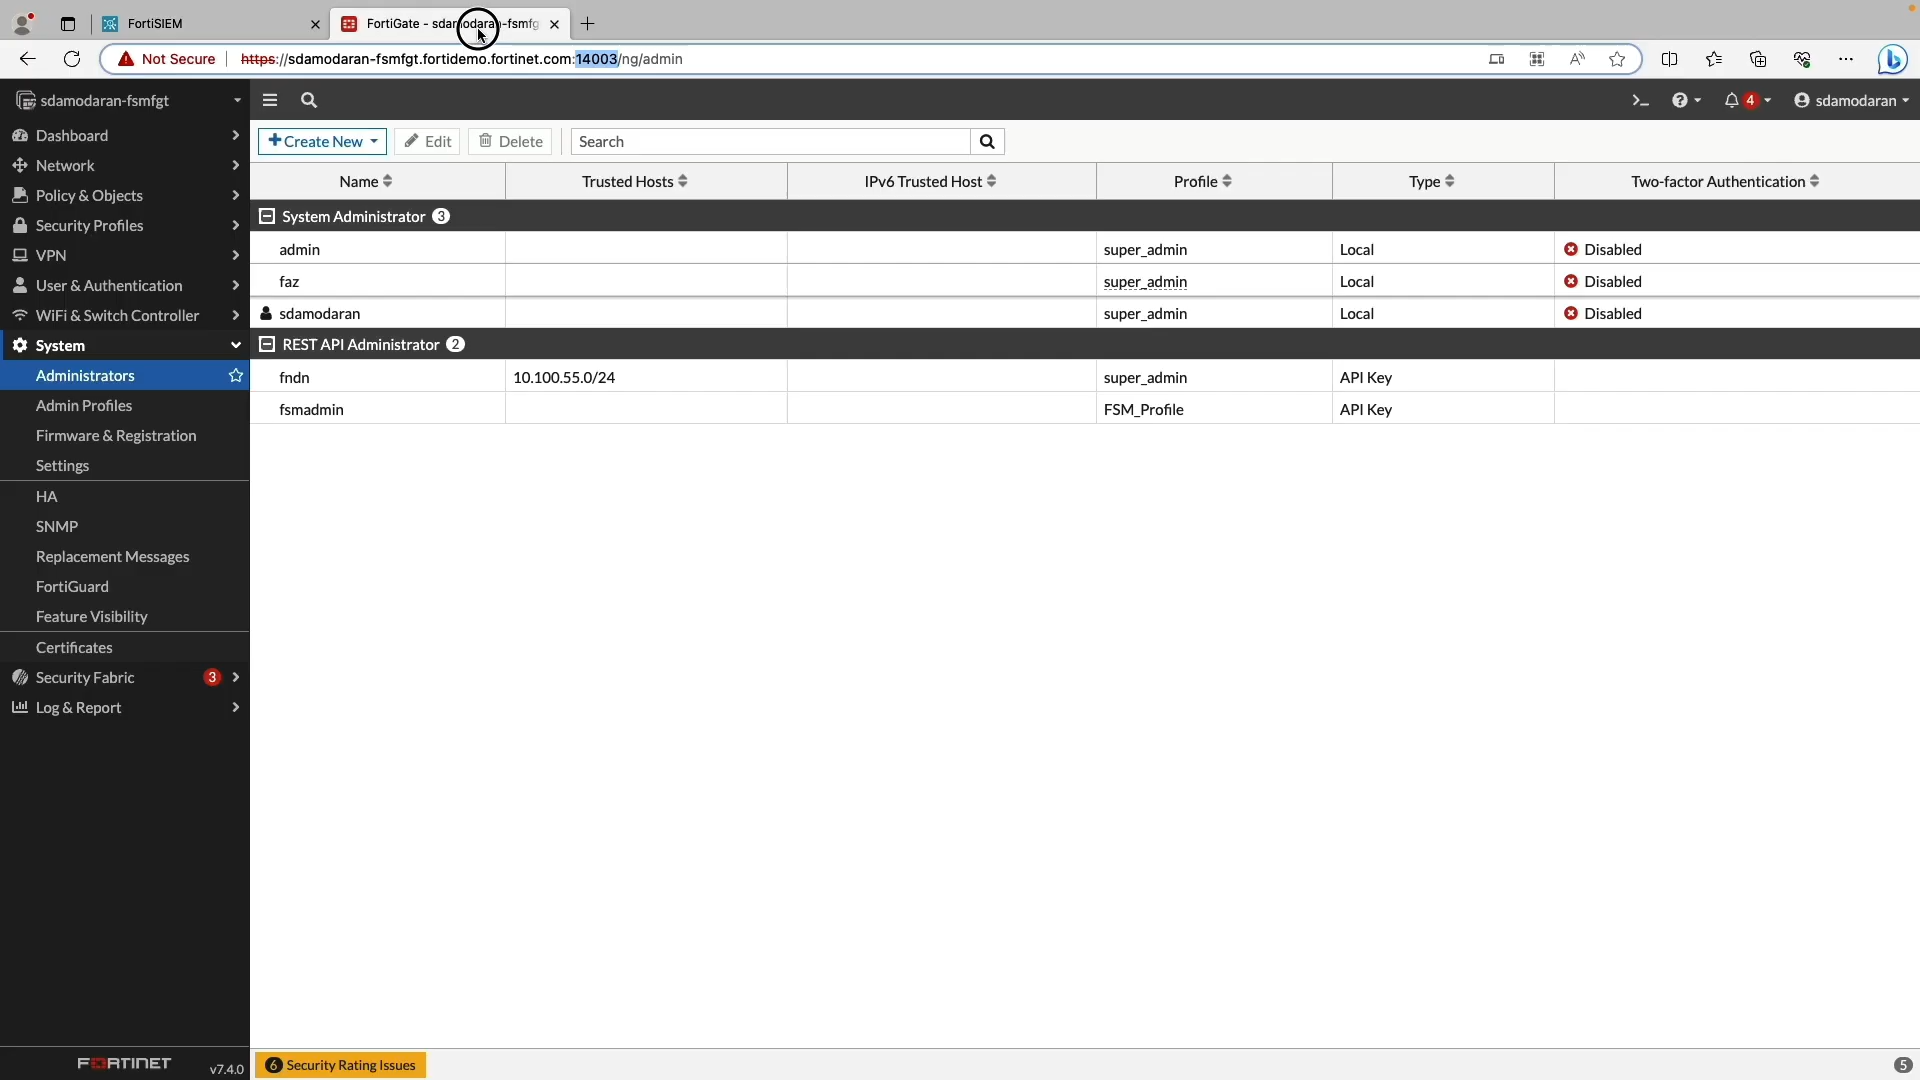 FortiSIEM
FortiGate - sdamodaran-fsmfg
Not Secure
https://sdamodaran-fsmfgt.fortidemo.fortinet.com:14003/ng/admin
sdamodaran-fsmfgt
4
sdamodaran
Dashboard
Network
Policy & Objects
Security Profiles
VPN
User & Authentication
WiFi & Switch Controller
System
Administrators
Admin Profiles
Firmware & Registration
Settings
HA
SNMP
Replacement Messages
FortiGuard
Feature Visibility
Certificates
Security Fabric 3
Log & Report
FORTINET v7.4.0
Create New Edit Delete Search
Name Trusted Hosts IPv6 Trusted Host Profile Type Two-factor Authentication
System Administrator 3
admin super_admin Local Disabled
faz super_admin Local Disabled
sdamodaran super_admin Local Disabled
REST API Administrator 2
fndn 10.100.55.0/24 super_admin API Key
fsmadmin FSM_Profile API Key
6 Security Rating Issues
5